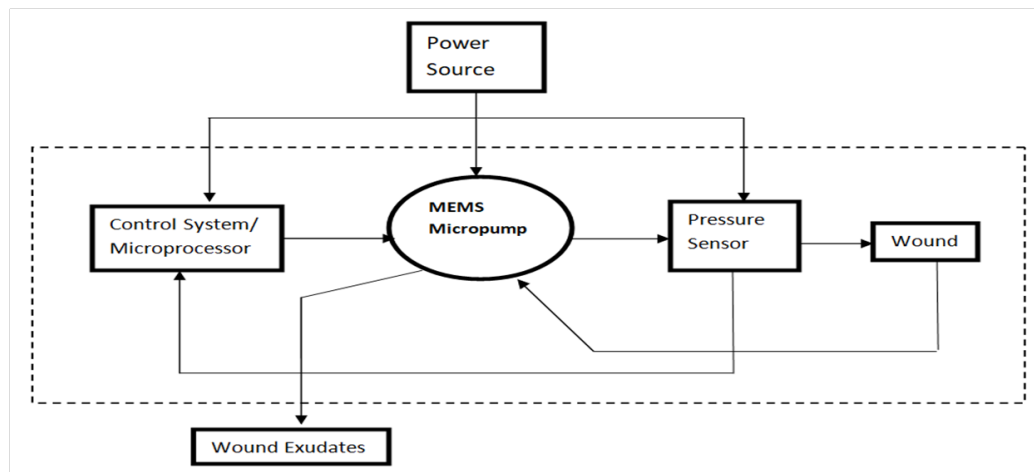 Power
Source
Control System/
Microprocessor
MEMS
Micropump
Pressure
Sensor
Wound
Wound Exudates